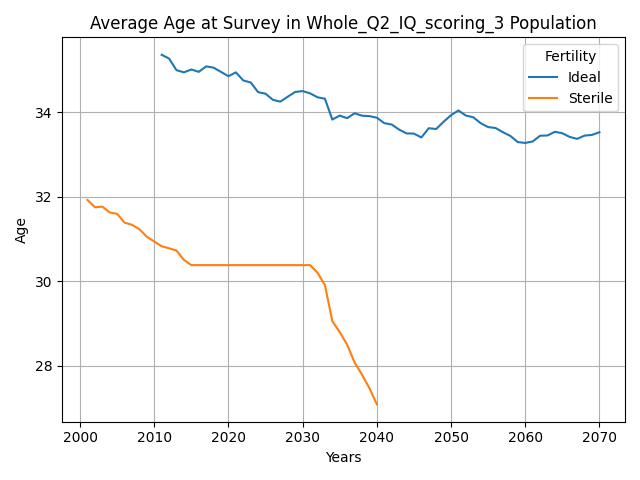 Average Age at Survey in Whole_Q2_IQ_scoring_3 Population
Fertility
Ideal
Sterile
Age
34
32
30
28
2000 2010 2020 2030 2040 2050 2060 2070
Years